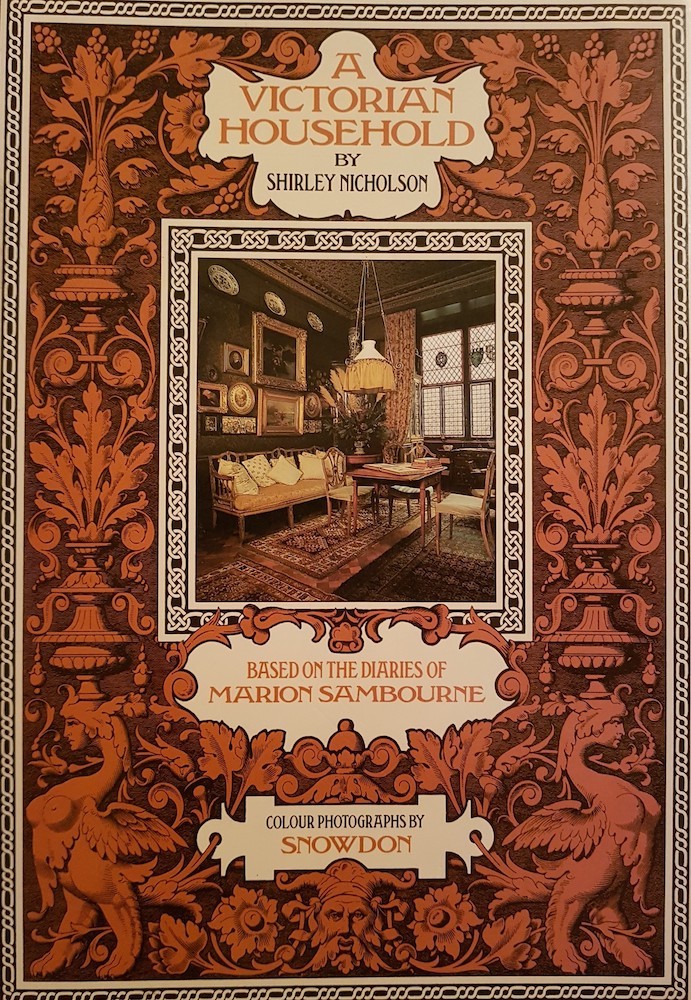 A
VICTORIAN
HOUSEHOLD
BY
SHIRLEY NICHOLSON
BASED ON THE DIARIES OF
MARION SAMBOURNE
COLOUR PHOTOGRAPHS BY
SNOWDON